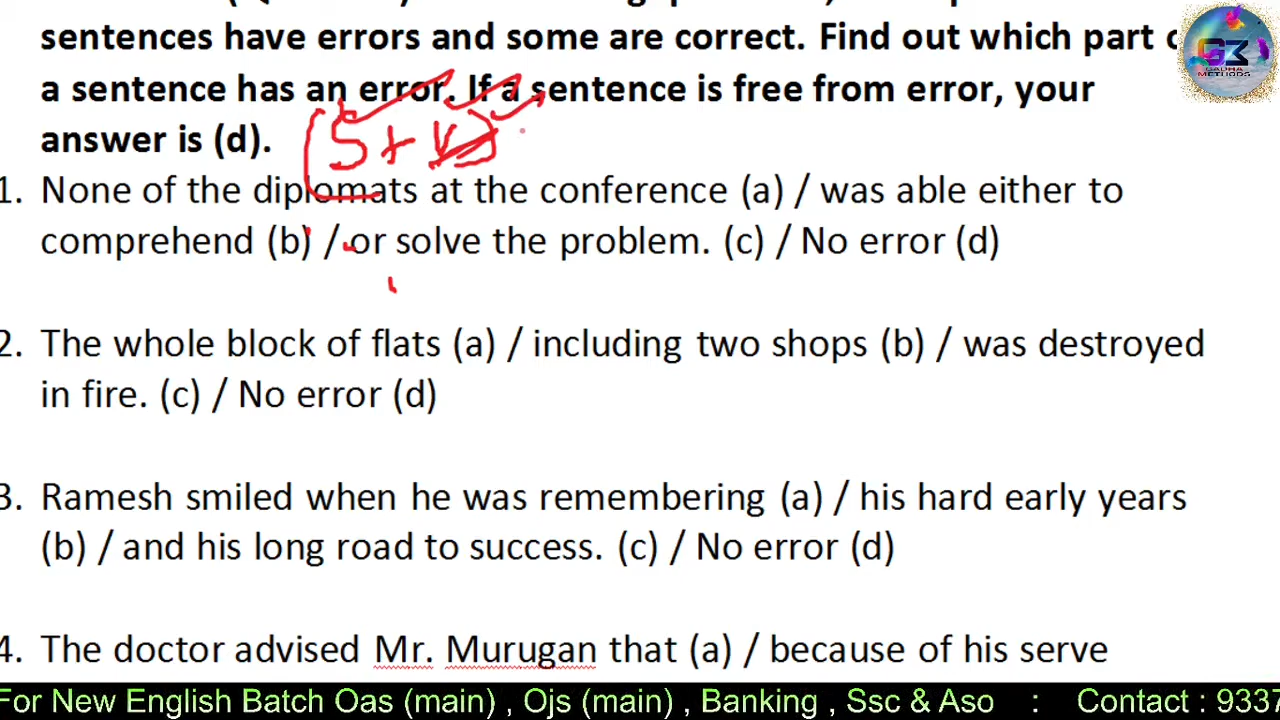 sentences have errors and some are correct. Find out which part
a sentence has an error. If a sentence is free from error, your
answer is (d).
S + V
1. None of the diplomats at the conference (a) / was able either to
comprehend (b) / or solve the problem. (c) / No error (d)
2. The whole block of flats (a) / including two shops (b) / was destroyed
in fire. (c) / No error (d)
3. Ramesh smiled when he was remembering (a) / his hard early years
(b) / and his long road to success. (c) / No error (d)
4. The doctor advised Mr. Murugan that (a) / because of his serve
For New English Batch Oas (main) , Ojs (main) , Banking , Ssc & Aso : Contact : 9337